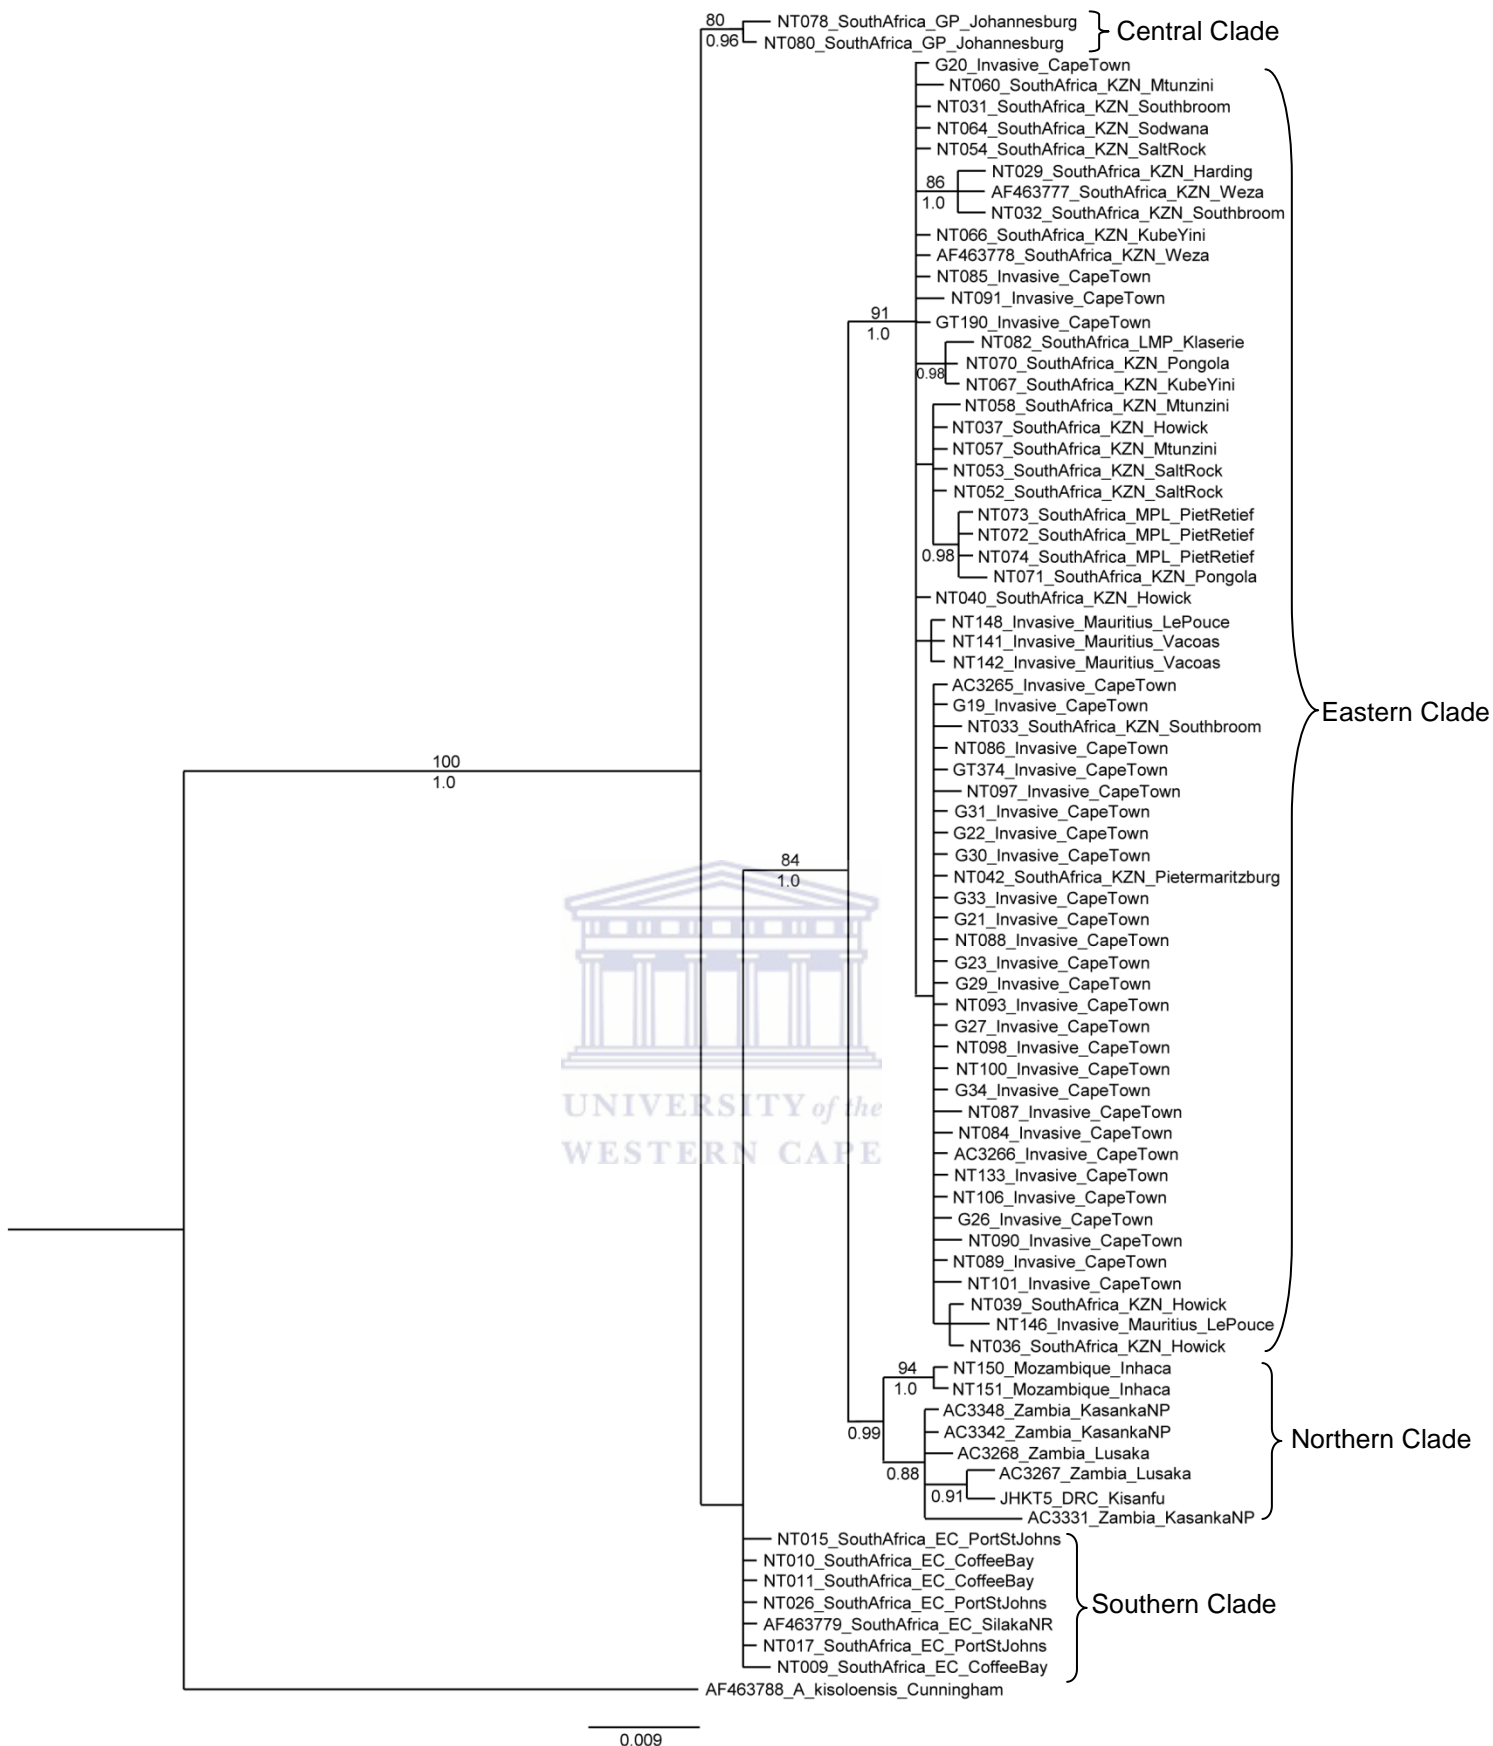 80
NT078_SouthAfrica_GP_Johannesburg
0.96
NT080_SouthAfrica_GP_Johannesburg
Central Clade
G20_Invasive_CapeTown
NT060_SouthAfrica_KZN_Mtunzini
NT031_SouthAfrica_KZN_Southbroom
NT064_SouthAfrica_KZN_Sodwana
NT054_SouthAfrica_KZN_SaltRock
86
1.0
NT029_SouthAfrica_KZN_Harding
AF463777_SouthAfrica_KZN_Weza
NT032_SouthAfrica_KZN_Southbroom
NT066_SouthAfrica_KZN_KubeYini
AF463778_SouthAfrica_KZN_Weza
NT085_Invasive_CapeTown
NT091_Invasive_CapeTown
91
1.0
GT190_Invasive_CapeTown
NT082_SouthAfrica_LMP_Klaserie
0.98
NT070_SouthAfrica_KZN_Pongola
NT067_SouthAfrica_KZN_KubeYini
NT058_SouthAfrica_KZN_Mtunzini
NT037_SouthAfrica_KZN_Howick
NT057_SouthAfrica_KZN_Mtunzini
NT053_SouthAfrica_KZN_SaltRock
NT052_SouthAfrica_KZN_SaltRock
NT073_SouthAfrica_MPL_PietRetief
NT072_SouthAfrica_MPL_PietRetief
0.98
NT074_SouthAfrica_MPL_PietRetief
NT071_SouthAfrica_KZN_Pongola
NT040_SouthAfrica_KZN_Howick
NT148_Invasive_Mauritius_LePouce
NT141_Invasive_Mauritius_Vacoas
NT142_Invasive_Mauritius_Vacoas
AC3265_Invasive_CapeTown
G19_Invasive_CapeTown
Eastern Clade
NT033_SouthAfrica_KZN_Southbroom
NT086_Invasive_CapeTown
100
1.0
GT374_Invasive_CapeTown
NT097_Invasive_CapeTown
G31_Invasive_CapeTown
G22_Invasive_CapeTown
G30_Invasive_CapeTown
84
1.0
NT042_SouthAfrica_KZN_Pietermaritzburg
G33_Invasive_CapeTown
G21_Invasive_CapeTown
NT088_Invasive_CapeTown
G23_Invasive_CapeTown
G29_Invasive_CapeTown
NT093_Invasive_CapeTown
G27_Invasive_CapeTown
NT098_Invasive_CapeTown
NT100_Invasive_CapeTown
G34_Invasive_CapeTown
UNIVERSITY of the
WESTERN CAPE
NT087_Invasive_CapeTown
NT084_Invasive_CapeTown
AC3266_Invasive_CapeTown
NT133_Invasive_CapeTown
NT106_Invasive_CapeTown
G26_Invasive_CapeTown
NT090_Invasive_CapeTown
NT089_Invasive_CapeTown
NT101_Invasive_CapeTown
NT039_SouthAfrica_KZN_Howick
NT146_Invasive_Mauritius_LePouce
NT036_SouthAfrica_KZN_Howick
94
1.0
NT150_Mozambique_Inhaca
NT151_Mozambique_Inhaca
AC3348_Zambia_KasankaNP
0.99
AC3342_Zambia_KasankaNP
Northern Clade
AC3268_Zambia_Lusaka
0.88
AC3267_Zambia_Lusaka
0.91
JHKT5_DRC_Kisanfu
AC3331_Zambia_KasankaNP
NT015_SouthAfrica_EC_PortStJohns
NT010_SouthAfrica_EC_CoffeeBay
NT011_SouthAfrica_EC_CoffeeBay
NT026_SouthAfrica_EC_PortStJohns
Southern Clade
AF463779_SouthAfrica_EC_SilakaNR
NT017_SouthAfrica_EC_PortStJohns
NT009_SouthAfrica_EC_CoffeeBay
AF463788_A_kisoloensis_Cunningham
0.009